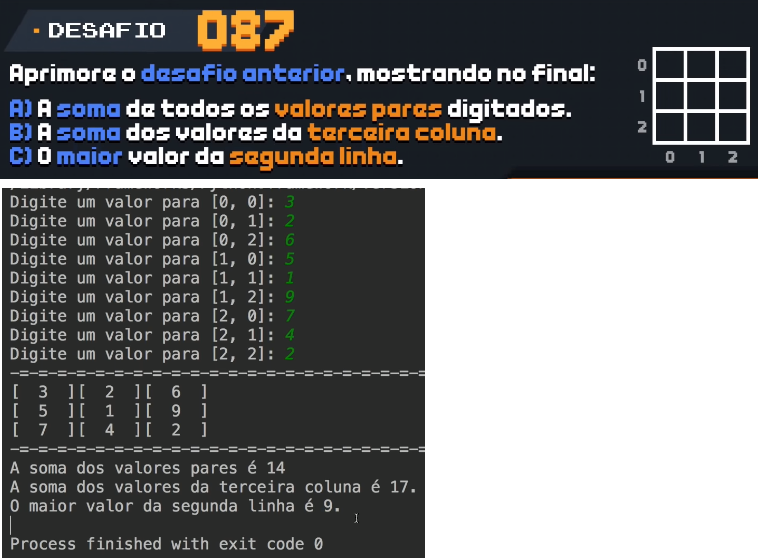 DESAFIO 087
Aprimore o desafio anterior, mostrando no final:
A) A soma de todos os valores pares digitados.
B) A soma dos valores da terceira coluna.
C) O maior valor da segunda linha.
0
1
2
0 1 2
Digite um valor para [0, 0]: 3
Digite um valor para [0, 1]: 2
Digite um valor para [0, 2]: 6
Digite um valor para [1, 0]: 5
Digite um valor para [1, 1]: 1
Digite um valor para [1, 2]: 9
Digite um valor para [2, 0]: 7
Digite um valor para [2, 1]: 4
Digite um valor para [2, 2]: 2
-=-=-=-=-=-=-=-=-=-=-=-=-=-=-=-=-=-=-=-=-=
[  3  ][  2  ][  6  ]
[  5  ][  1  ][  9  ]
[  7  ][  4  ][  2  ]
-=-=-=-=-=-=-=-=-=-=-=-=-=-=-=-=-=-=-=-=-=
A soma dos valores pares é 14
A soma dos valores da terceira coluna é 17.
O maior valor da segunda linha é 9.
Process finished with exit code 0